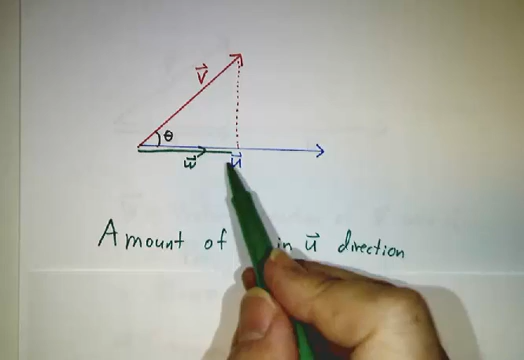 v⃗
θ
w⃗ u⃗
Amount of in u⃗ direction